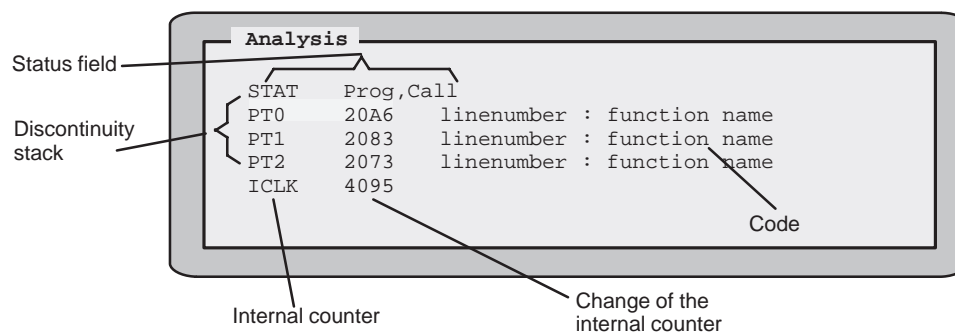 Analysis
Status field
STAT Prog,Call
PT0 20A6 linenumber : function name
Discontinuity
stack
PT1 2083 linenumber : function name
PT2 2073 linenumber : function name
ICLK 4095
Code
Internal counter
Change of the
internal counter